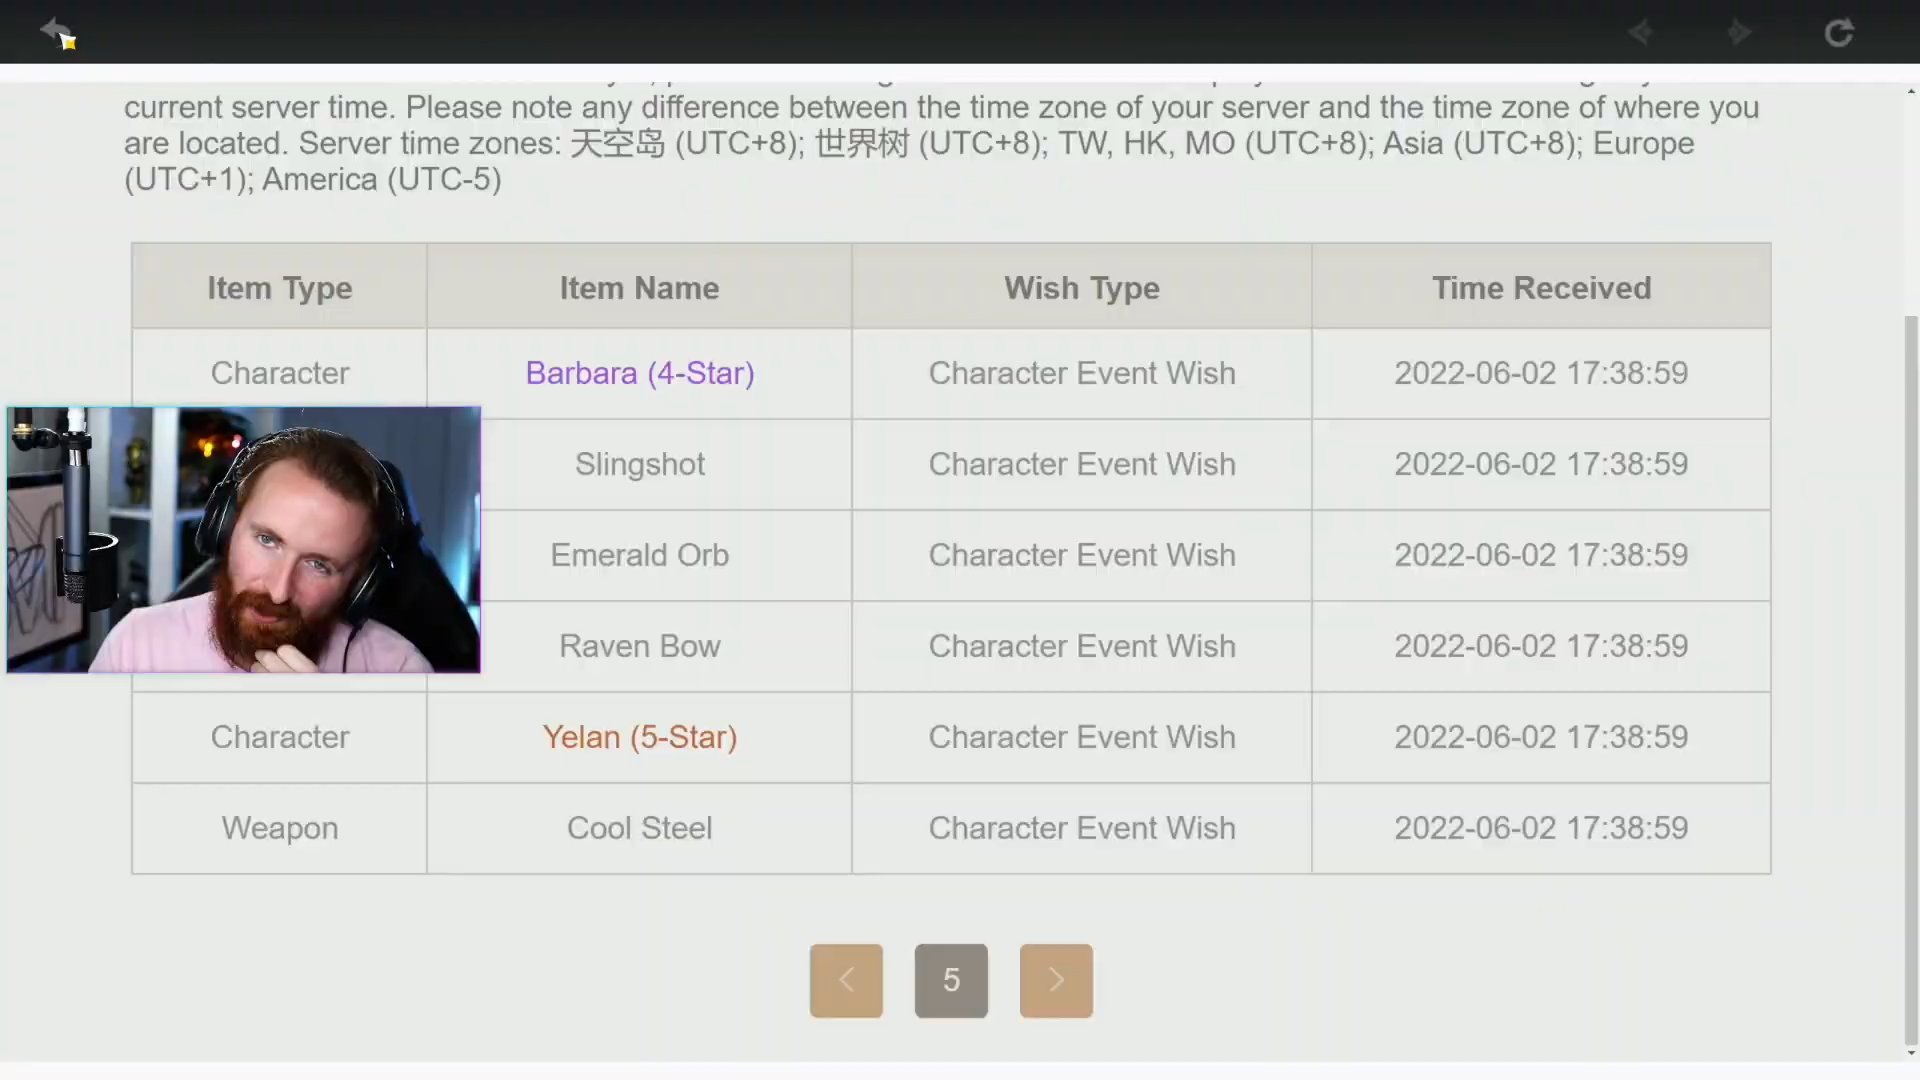 current server time. Please note any difference between the time zone of your server and the time zone of where you
are located. Server time zones: 天空岛 (UTC+8); 世界树 (UTC+8); TW, HK, MO (UTC+8); Asia (UTC+8); Europe
(UTC+1); America (UTC-5)
Item Type Item Name Wish Type Time Received
Character Barbara (4-Star) Character Event Wish 2022-06-02 17:38:59
Slingshot Character Event Wish 2022-06-02 17:38:59
Emerald Orb Character Event Wish 2022-06-02 17:38:59
Raven Bow Character Event Wish 2022-06-02 17:38:59
Character Yelan (5-Star) Character Event Wish 2022-06-02 17:38:59
Weapon Cool Steel Character Event Wish 2022-06-02 17:38:59
5